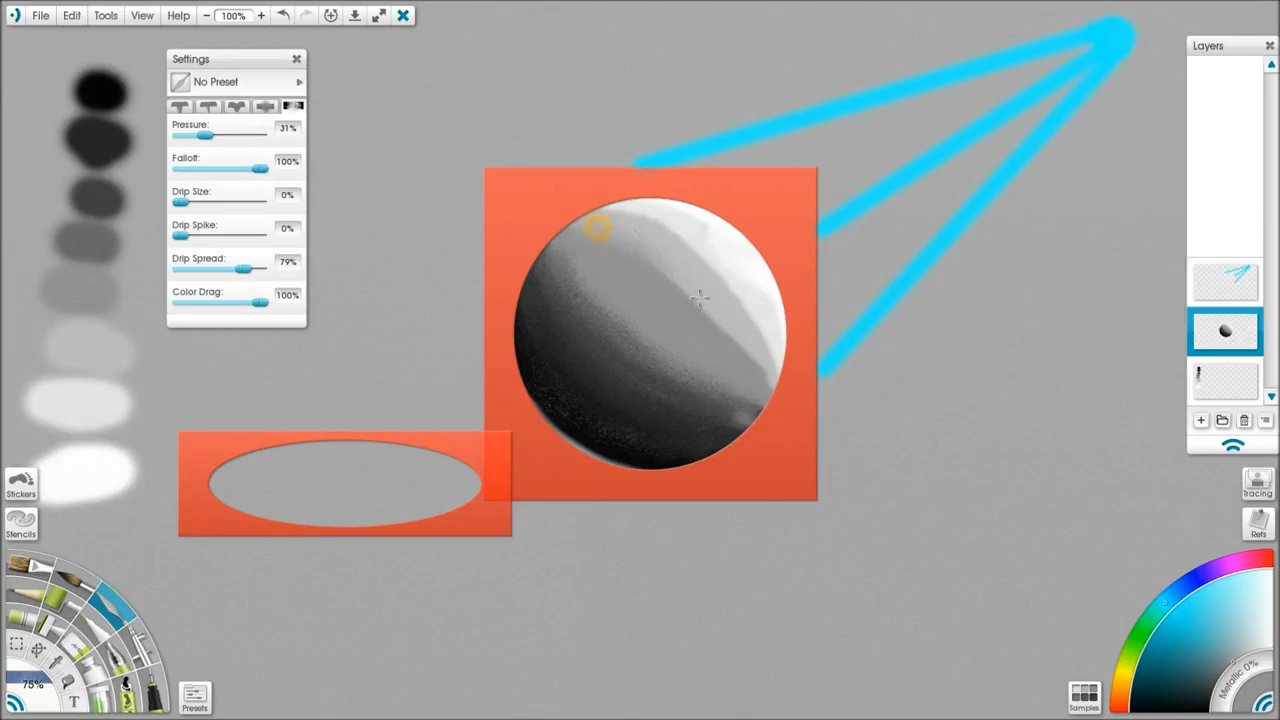 File Edit Tools View Help − 100% +
Settings
No Preset
Pressure: 31%
Falloff: 100%
Drip Size: 0%
Drip Spike: 0%
Drip Spread: 79%
Color Drag: 100%
Layers
Stickers
Stencils
75%
T
Presets
Tracing
Refs
Metallic 0%
Samples